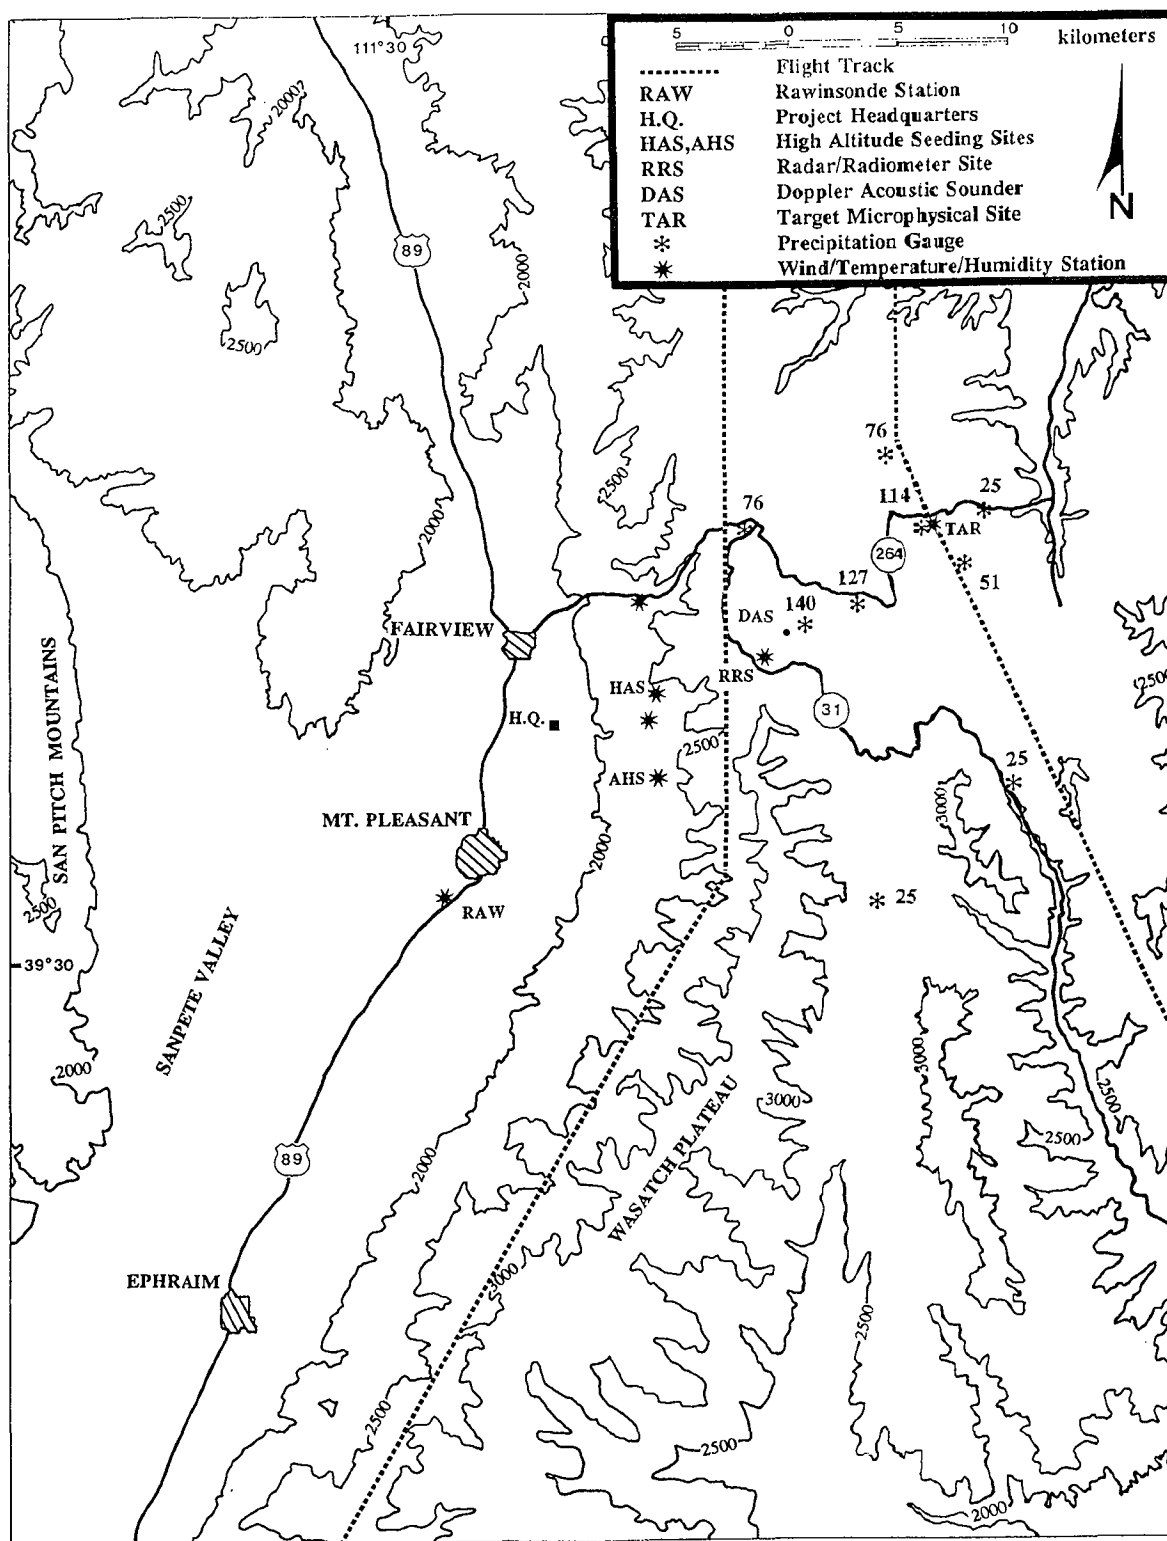 5 0 5 10 kilometers
Flight Track
RAW Rawinsonde Station
H.Q. Project Headquarters
HAS,AHS High Altitude Seeding Sites
RRS Radar/Radiometer Site
DAS Doppler Acoustic Sounder
TAR Target Microphysical Site
Precipitation Gauge
Wind/Temperature/Humidity Station
N
111°30
2000
2500
89
2000
2500
2500
2000
76
114
25
76
TAR
264
51
127
140
DAS
FAIRVIEW
RRS
HAS
2500
H.Q.
31
2500
AHS
25
3000
MT. PLEASANT
SAN PITCH MOUNTAINS
2000
2500
RAW
25
39°30
SANPETE VALLEY
2000
3000
3000
2500
2500
WASATCH PLATEAU
89
2000
EPHRAIM
3000
2500
2500
2500
2000